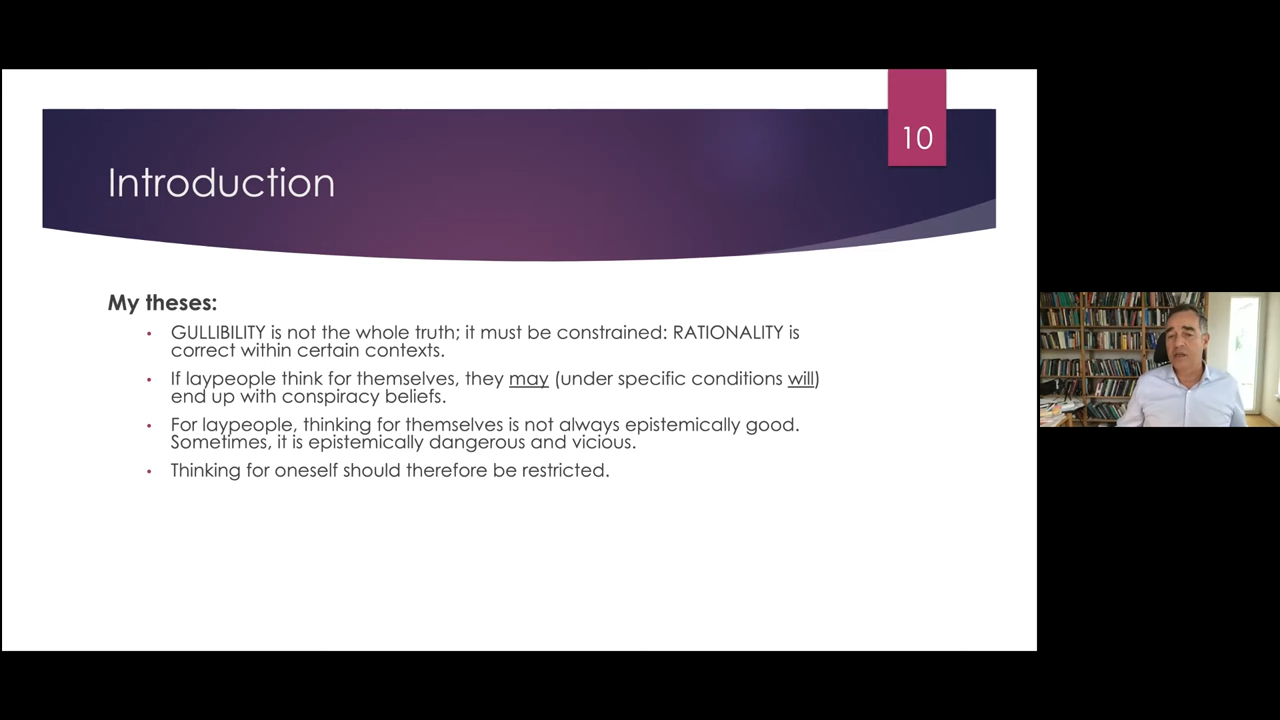 10
Introduction
My theses:
• GULLIBILITY is not the whole truth; it must be constrained: RATIONALITY is
correct within certain contexts.
• If laypeople think for themselves, they may (under specific conditions will)
end up with conspiracy beliefs.
• For laypeople, thinking for themselves is not always epistemically good.
Sometimes, it is epistemically dangerous and vicious.
• Thinking for oneself should therefore be restricted.